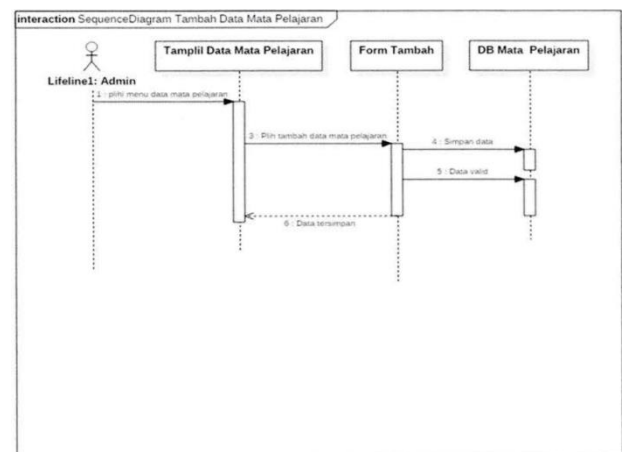 interaction SequenceDiagram Tambah Data Mata Pelajaran
Tamplil Data Mata Pelajaran
Form Tambah
DB Mata Pelajaran
Lifeline1: Admin
1 : plihi menu data mata pelajaran
3 : Plih tambah data mata pelajaran
4 : Simpan data
5 : Data valid
6 : Data tersimpan